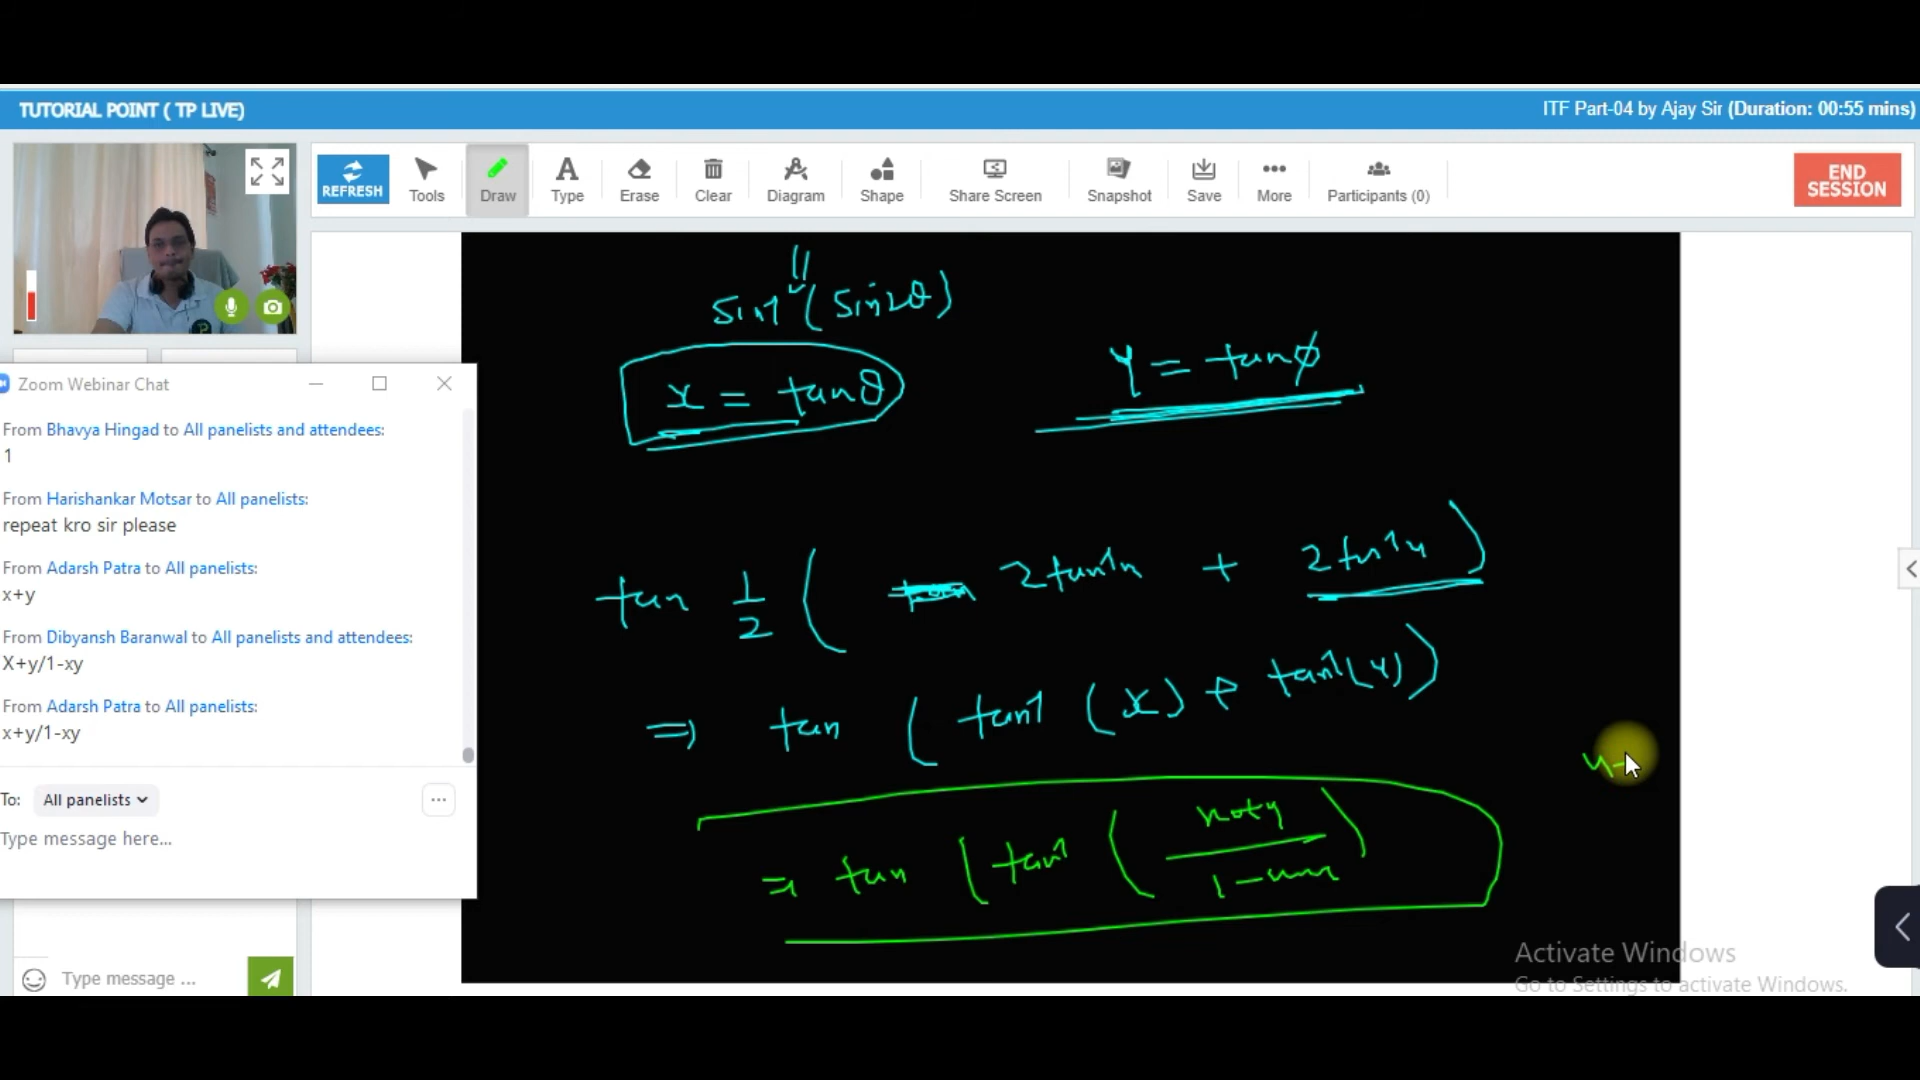 TUTORIAL POINT ( TP LIVE)
ITF Part-04 by Ajay Sir (Duration: 00:55 mins)
REFRESH
Tools
Draw
Type
Erase
Clear
Diagram
Shape
Share Screen
Snapshot
Save
More
Participants (0)
END SESSION
Zoom Webinar Chat
From Bhavya Hingad to All panelists and attendees:
1
From Harishankar Motsar to All panelists:
repeat kro sir please
From Adarsh Patra to All panelists:
x+y
From Dibyansh Baranwal to All panelists and attendees:
X+y/1-xy
From Adarsh Patra to All panelists:
x+y/1-xy
To: All panelists
Type message here...
Type message ...
sin⁻¹ (sin2θ)
x = tanθ
y = tanφ
tan 1/2 ( 2tan⁻¹x + 2tan⁻¹y )
⇒ tan ( tan⁻¹ (x) + tan⁻¹(y) )
⇒ tan ( tan⁻¹ ( x+y / 1-xy )
Activate Windows
Go to Settings to activate Windows.